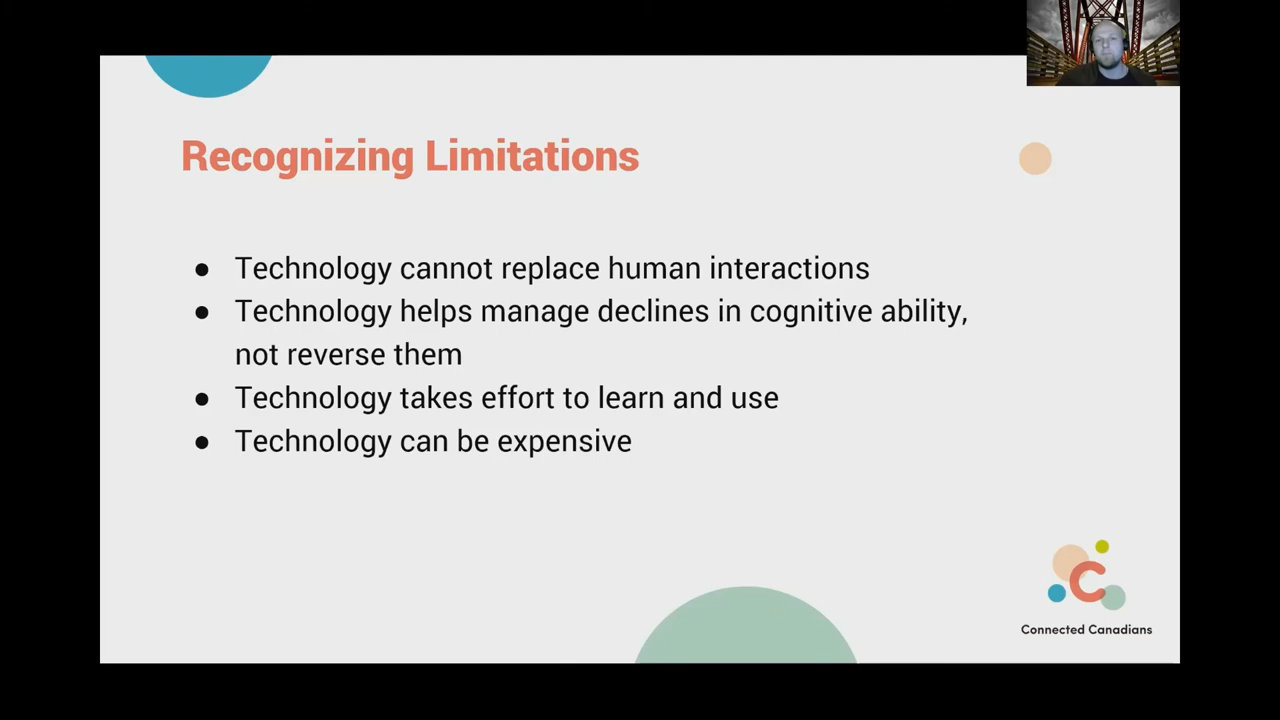 Recognizing Limitations
● Technology cannot replace human interactions
● Technology helps manage declines in cognitive ability,
not reverse them
● Technology takes effort to learn and use
● Technology can be expensive
C
Connected Canadians